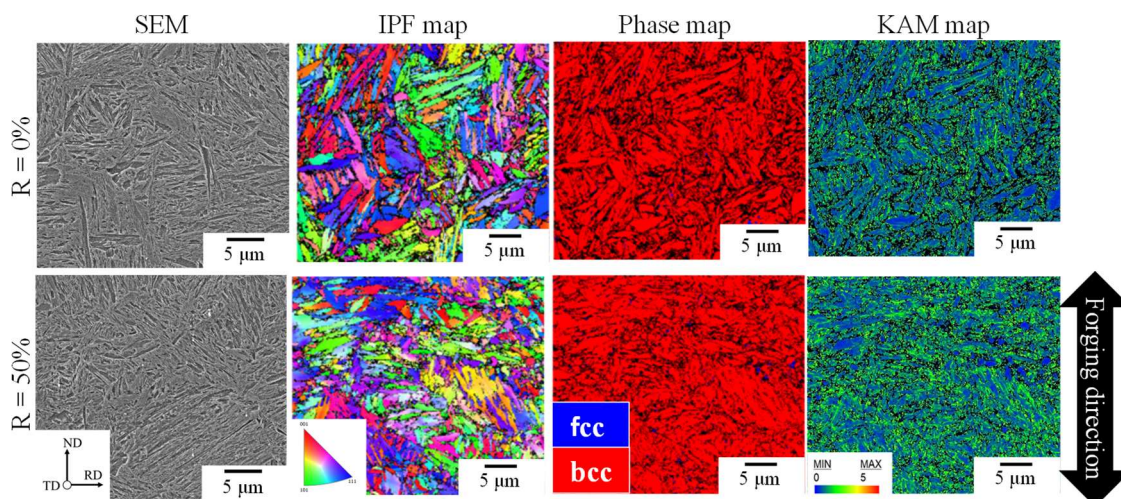 SEM
IPF map
Phase map
KAM map
R = 0%
5 μm
5 μm
5 μm
5 μm
R = 50%
ND
TD
RD
5 μm
001
101
111
5 μm
fcc
bcc
5 μm
MIN MAX
0 5
5 μm
Forging direction